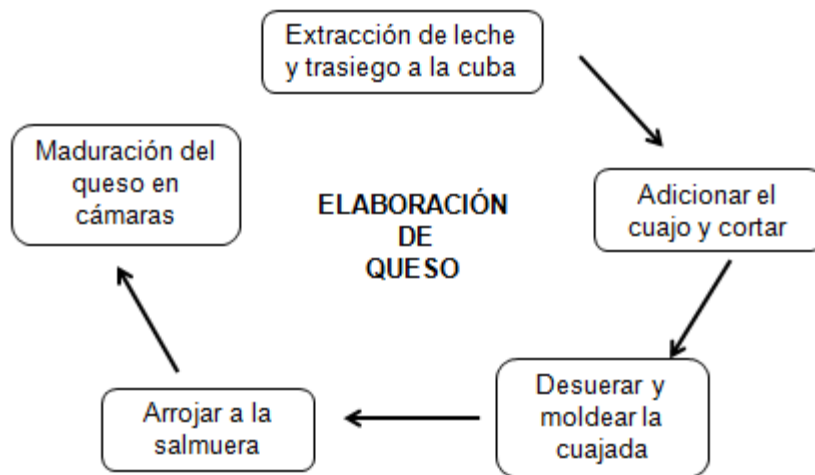 Extracción de leche
y trasiego a la cuba
Adicionar el
cuajo y cortar
Desuerar y
moldear la
cuajada
Arrojar a la
salmuera
Maduración del
queso en
cámaras
ELABORACIÓN
DE
QUESO